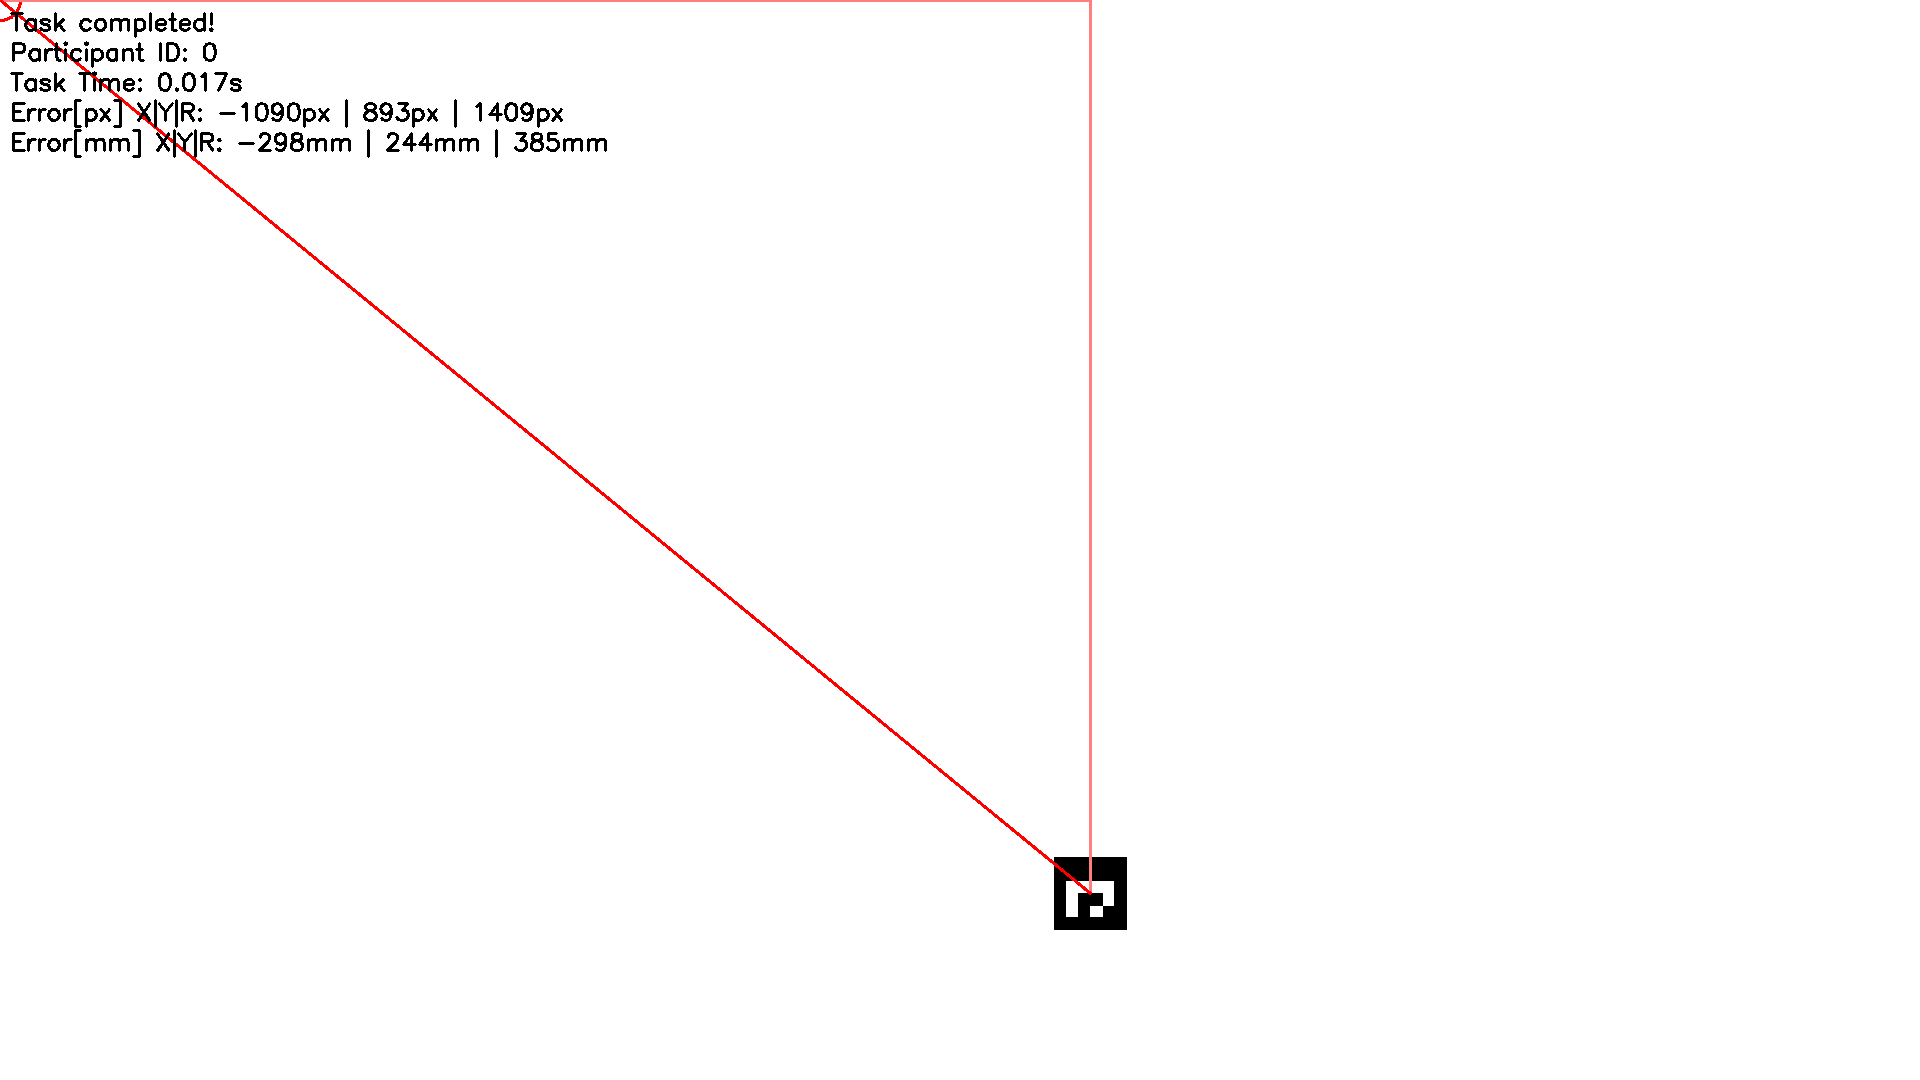 Task completed!
Participant ID: 0
Task Time: 0.017s
Error[px] X|Y|R: -1090px | 893px | 1409px
Error[mm] X|Y|R: -298mm | 244mm | 385mm